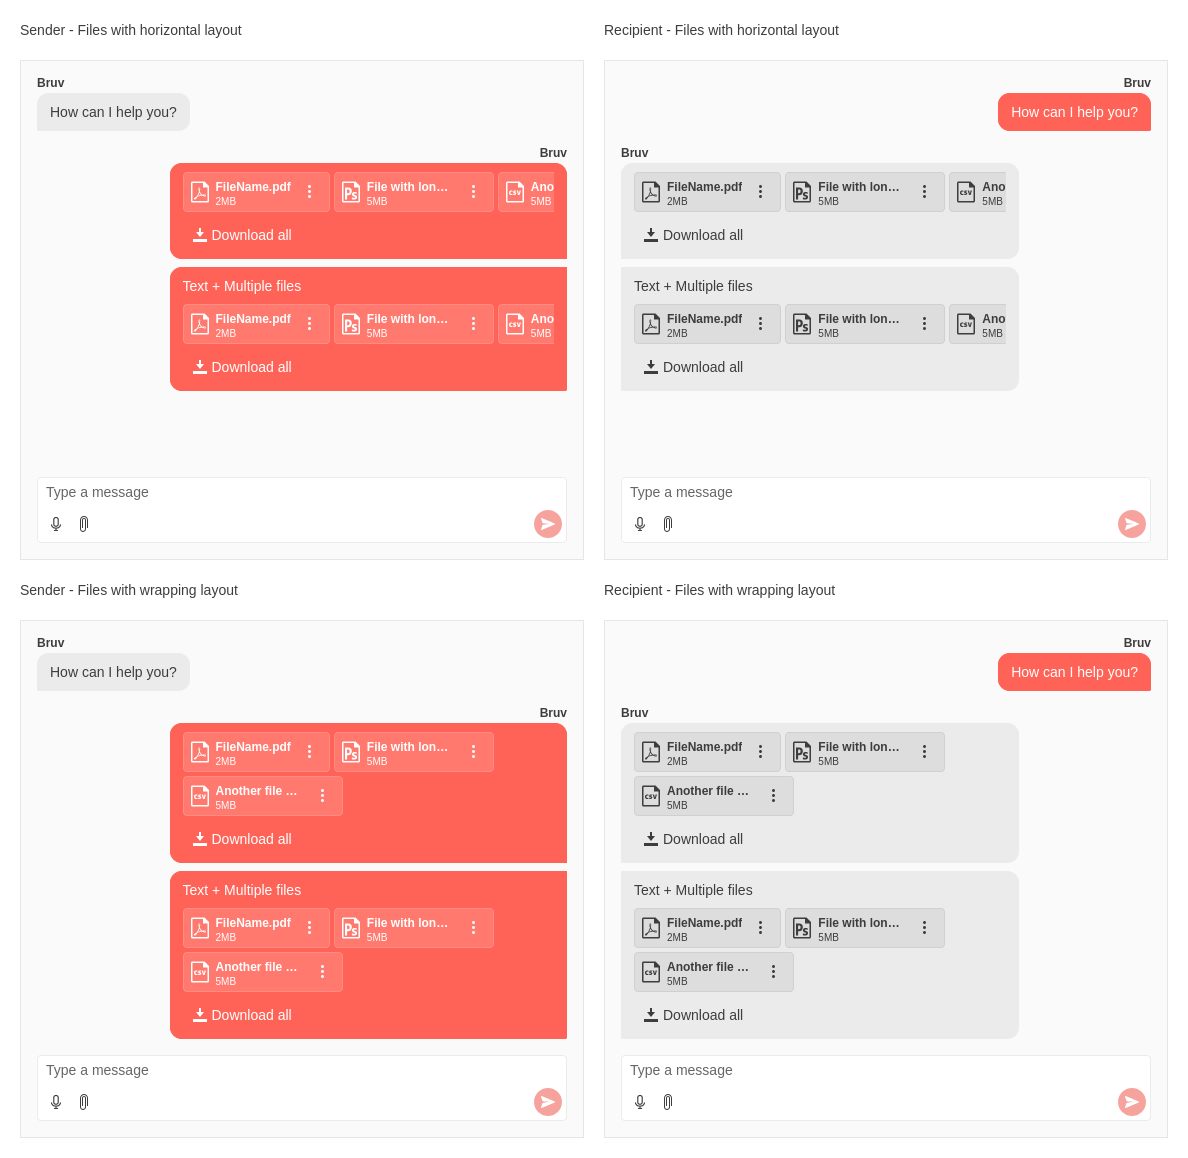 Sender - Files with horizontal layout
Bruv
How can I help you?
Bruv
FileName.pdf
2MB
File with lon…
5MB
Ano
5MB
Download all
Text + Multiple files
FileName.pdf
2MB
File with lon…
5MB
Ano
5MB
Download all
Type a message
Recipient - Files with horizontal layout
Bruv
How can I help you?
Bruv
FileName.pdf
2MB
File with lon…
5MB
Ano
5MB
Download all
Text + Multiple files
FileName.pdf
2MB
File with lon…
5MB
Ano
5MB
Download all
Type a message
Sender - Files with wrapping layout
Bruv
How can I help you?
Bruv
FileName.pdf
2MB
File with lon…
5MB
Another file …
5MB
Download all
Text + Multiple files
FileName.pdf
2MB
File with lon…
5MB
Another file …
5MB
Download all
Type a message
Recipient - Files with wrapping layout
Bruv
How can I help you?
Bruv
FileName.pdf
2MB
File with lon…
5MB
Another file …
5MB
Download all
Text + Multiple files
FileName.pdf
2MB
File with lon…
5MB
Another file …
5MB
Download all
Type a message